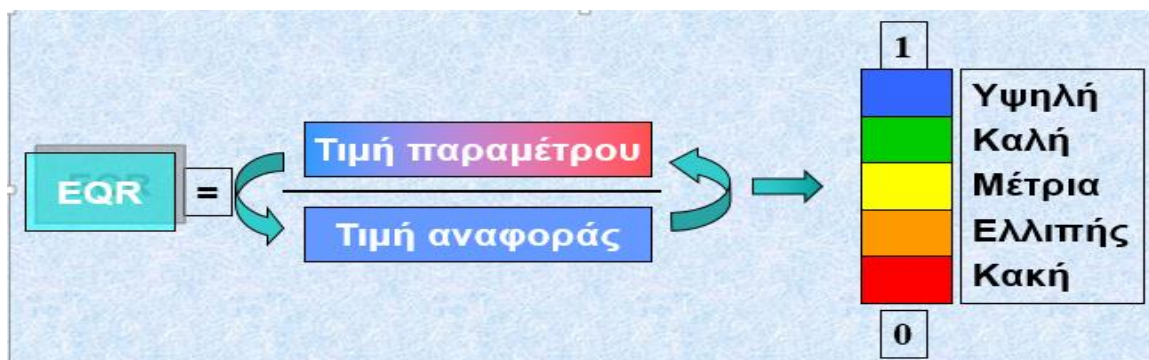 EQR
=
Τιμή παραμέτρου
Τιμή αναφοράς
1
Υψηλή
Καλή
Μέτρια
Ελλιπής
Κακή
0